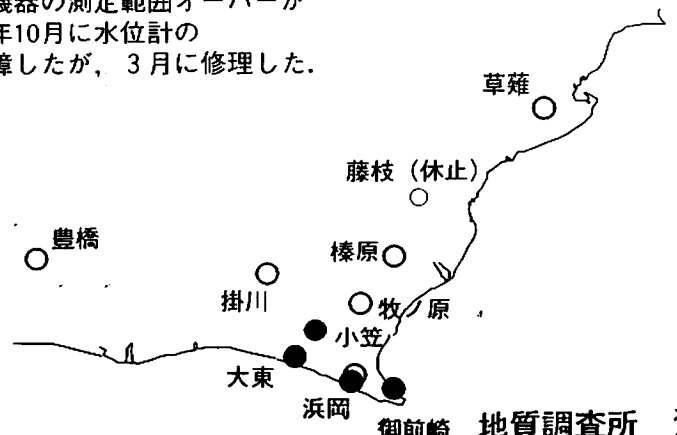 機器の測定範囲オーバーが
年10月に水位計の
障したが，３月に修理した．
草薙
藤枝（休止）
豊橋
榛原
掛川
牧ノ原
小笠
大東
浜岡
御前崎
地質調査所